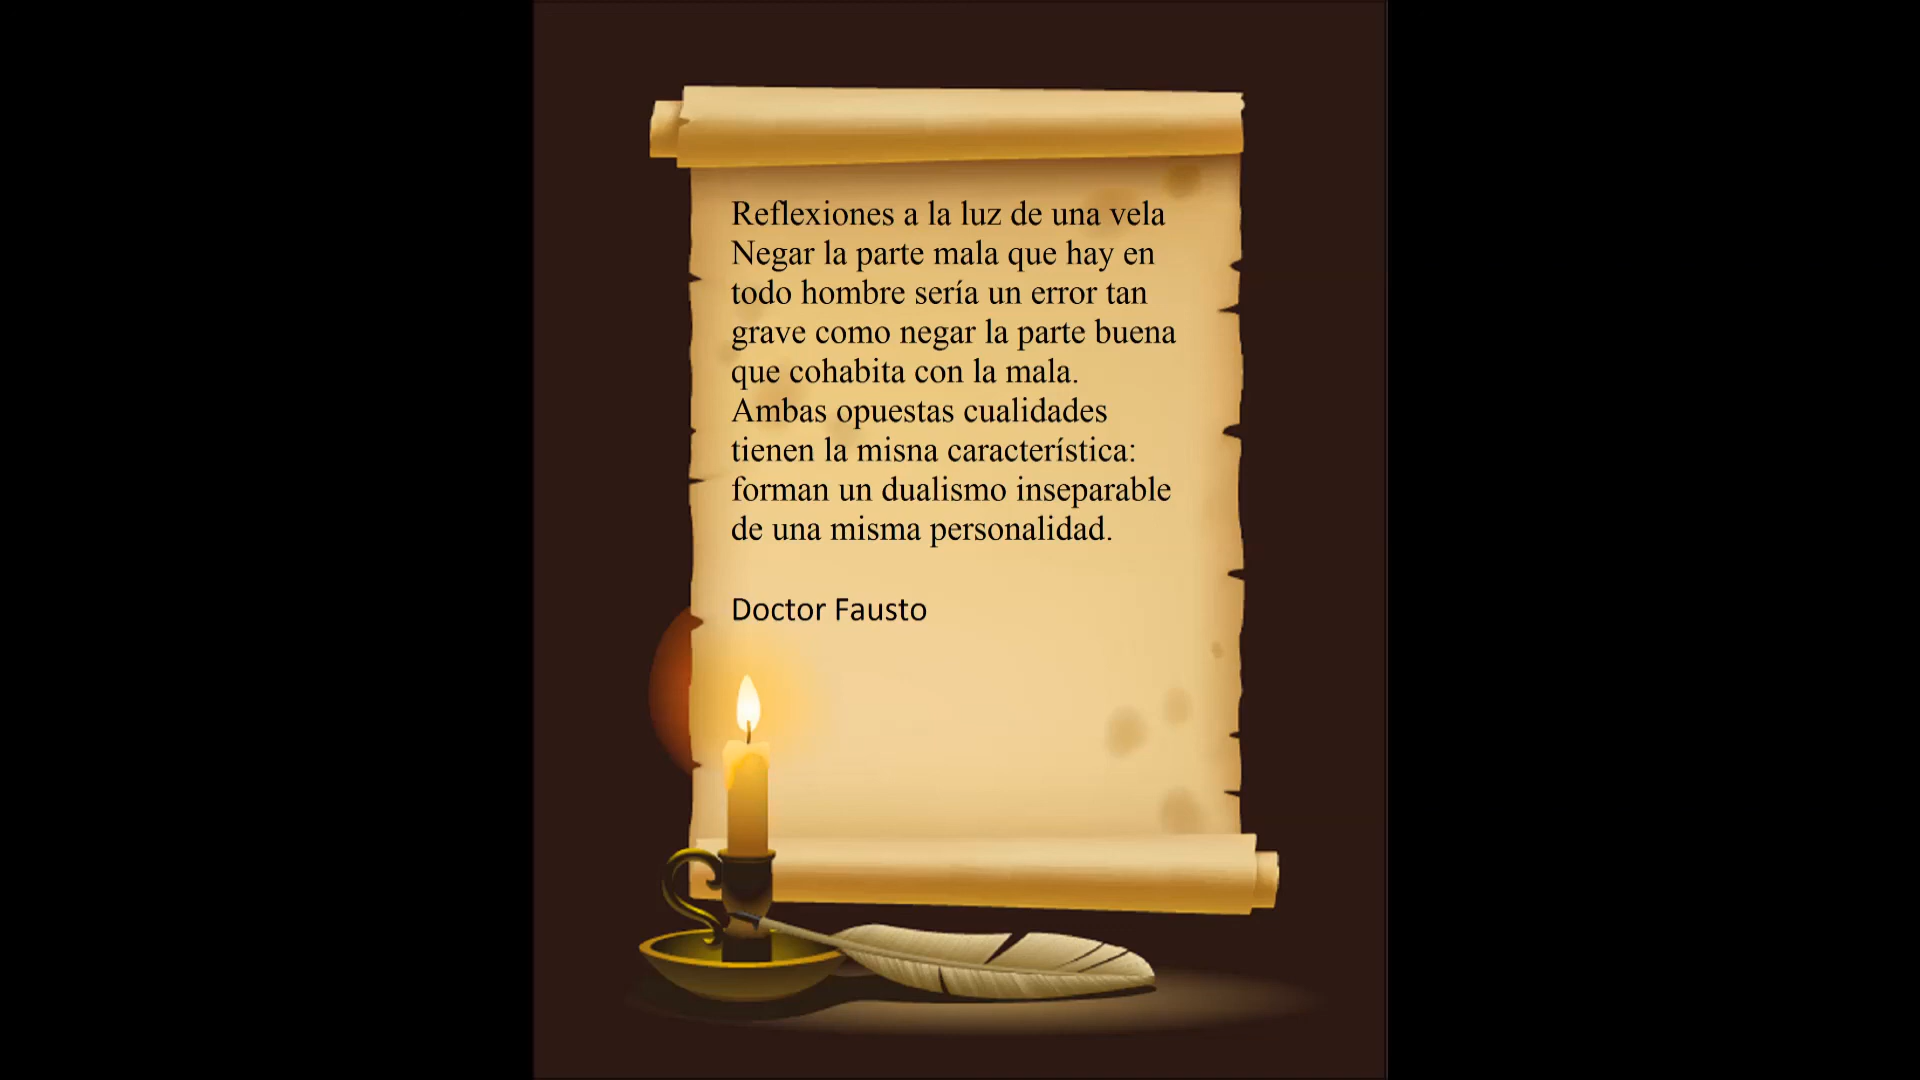 Reflexiones a la luz de una vela
Negar la parte mala que hay en
todo hombre sería un error tan
grave como negar la parte buena
que cohabita con la mala.
Ambas opuestas cualidades
tienen la misna característica:
forman un dualismo inseparable
de una misma personalidad.
Doctor Fausto